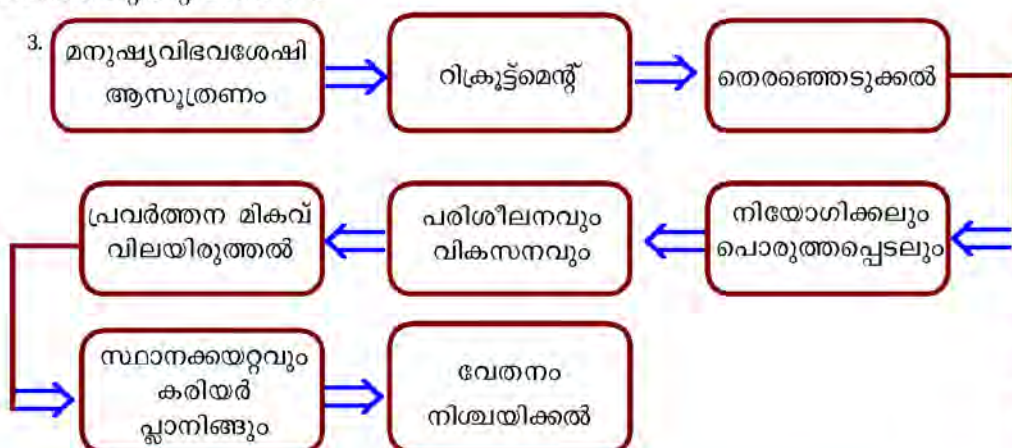 3.
മനുഷ്യവിഭവശേഷി
ആസൂത്രണം
റിക്രൂട്ട്മെന്റ്
തെരഞ്ഞെടുക്കൽ
നിയോഗിക്കലും
പൊരുത്തപ്പെടലും
പരിശീലനവും
വികസനവും
പ്രവർത്തന മികവ്
വിലയിരുത്തൽ
സ്ഥാനക്കയറ്റവും
കരിയർ
പ്ലാനിങ്ങും
വേതനം
നിശ്ചയിക്കൽ